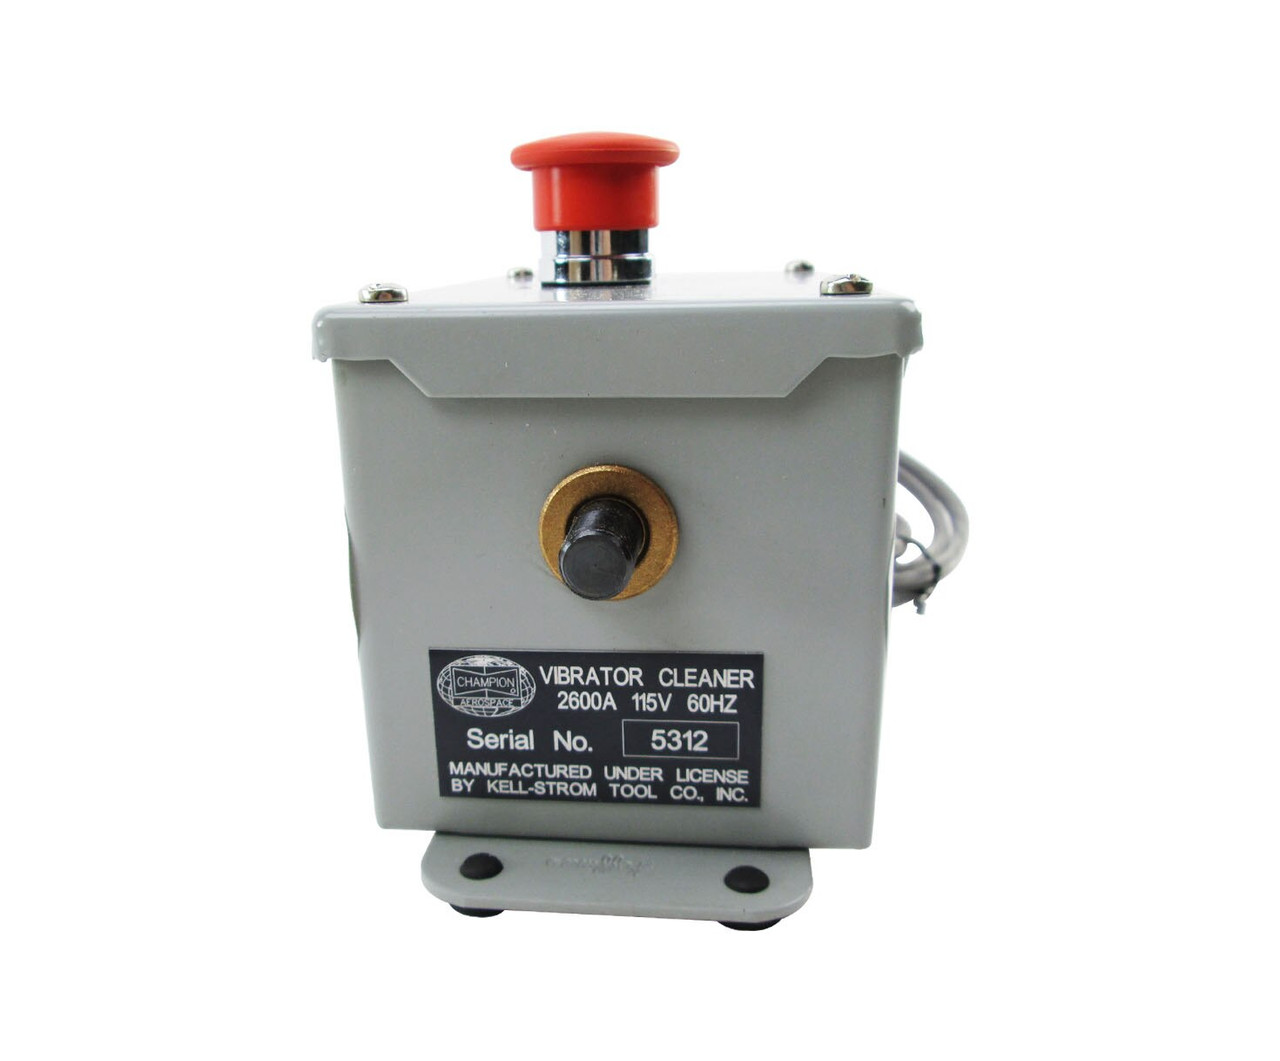 CHAMPION
AEROSPACE
VIBRATOR CLEANER
2600A 115V 60HZ
Serial No. 5312
MANUFACTURED UNDER LICENSE
BY KELL-STROM TOOL CO., INC.